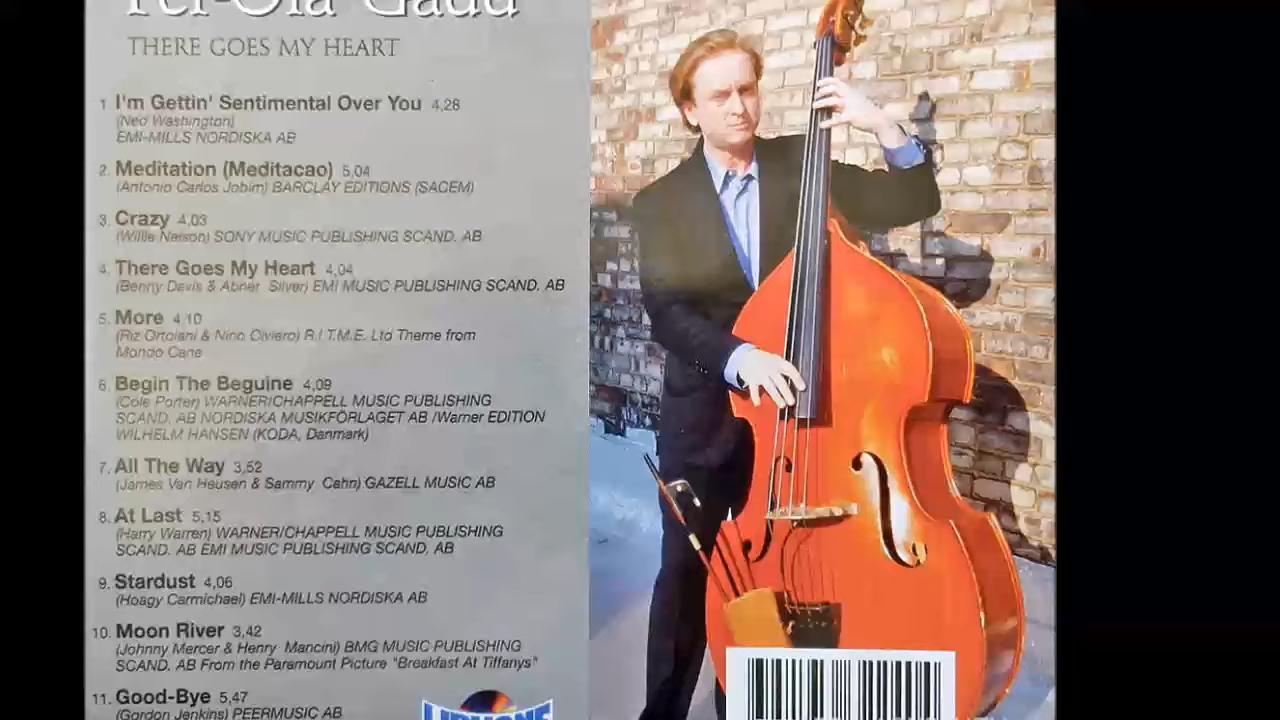 Per-Ola Gadd
THERE GOES MY HEART
1. I'm Gettin' Sentimental Over You 4,28
(Ned Washington)
EMI-MILLS NORDISKA AB
2. Meditation (Meditacao) 5,04
(Antonio Carlos Jobim) BARCLAY EDITIONS (SACEM)
3. Crazy 4,03
(Willie Nelson) SONY MUSIC PUBLISHING SCAND. AB
4. There Goes My Heart 4,04
(Benny Davis & Abner Silver) EMI MUSIC PUBLISHING SCAND. AB
5. More 4,10
(Riz Ortolani & Nino Oliviero) R.I.T.M.E. Ltd Theme from
Mondo Cane
6. Begin The Beguine 4,09
(Cole Porter) WARNER/CHAPPELL MUSIC PUBLISHING
SCAND. AB NORDISKA MUSIKFÖRLAGET AB /Warner EDITION
WILHELM HANSEN (KODA, Danmark)
7. All The Way 3,52
(James Van Heusen & Sammy Cahn) GAZELL MUSIC AB
8. At Last 5,15
(Harry Warren) WARNER/CHAPPELL MUSIC PUBLISHING
SCAND. AB EMI MUSIC PUBLISHING SCAND. AB
9. Stardust 4,06
(Hoagy Carmichael) EMI-MILLS NORDISKA AB
10. Moon River 3,42
(Johnny Mercer & Henry Mancini) BMG MUSIC PUBLISHING
SCAND. AB From the Paramount Picture "Breakfast At Tiffanys"
11. Good-Bye 5,47
(Gordon Jenkins) PEERMUSIC AB